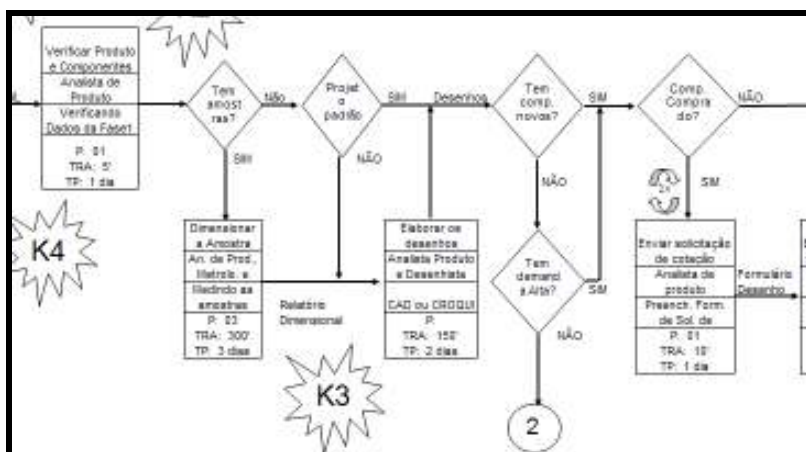 Verificar Produto
e Componentes
Analista de
Produto
Verificando
Dados da Faset
P: 01
TRA: 5'
TP: 1 dia
K4
Tem
amost
ras?
Não
SIM
Projet
o
padrão
SIM
NÃO
Desenhos
Dimensionar
a Amostra
An. de Prod.,
Metrolo. e
Medindo as
amostras
P: 03
TRA: 300'
TP: 3 dias
Relatório
Dimensional
K3
Elaborar os
desenhos
Analista Produto
e Desenhista
CAD ou CROQUI
P:
TRA: 150'
TP: 2 dias
Tem
comp.
novos?
SIM
NÃO
Tem
demand
a Alta?
SIM
NÃO
2
Comp.
Compra
do?
NÃO
SIM
Enviar solicitação
de cotação
Analista de
produto
Preench. Form.
de Sol. de
P: 01
TRA: 10'
TP: 1 dia
Formulário
Desenho